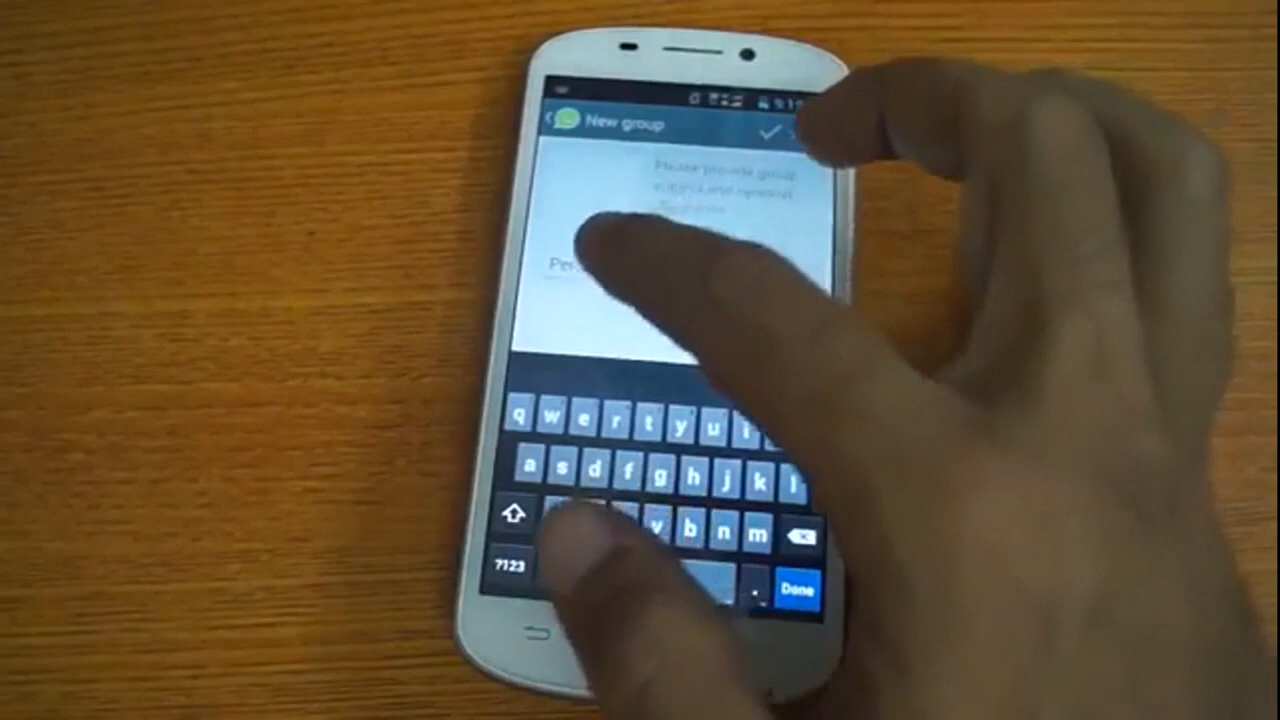 New group
Please provide group
Per
q w e r t y u i
a s d f g h j k l
v b n m
?123 . Done